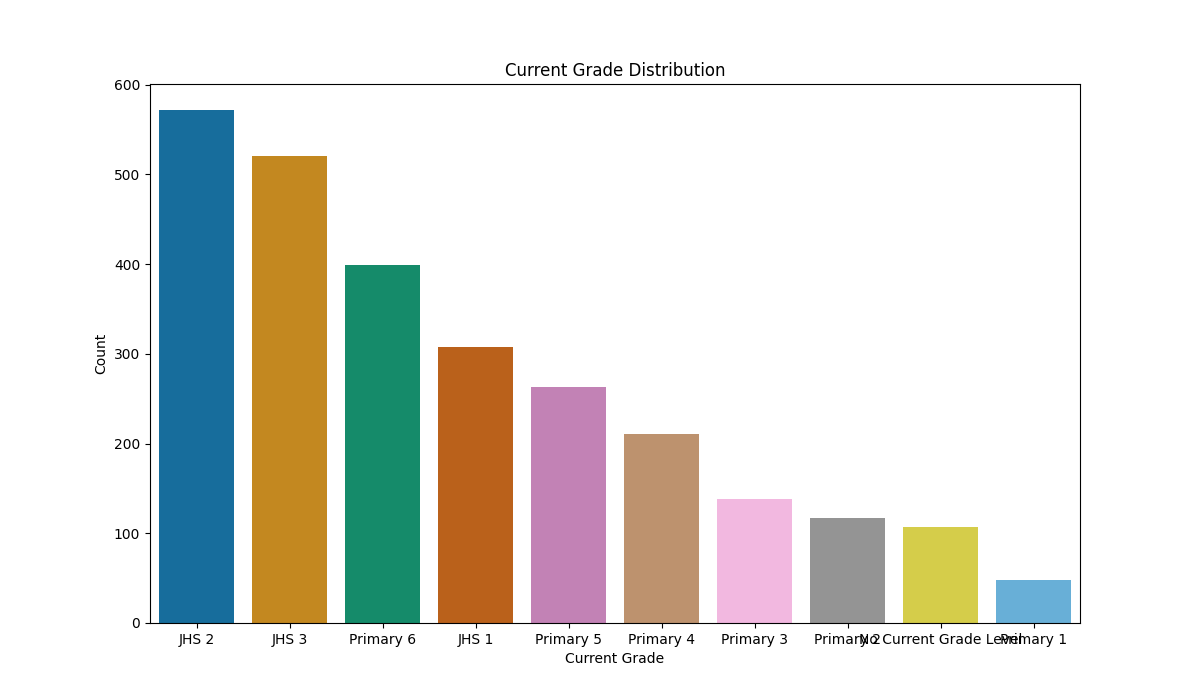 Current Grade Distribution
600
500
400
300
200
100
0
Count
JHS 2 JHS 3 Primary 6 JHS 1 Primary 5 Primary 4 Primary 3 Primary 2 No Current Grade Level Primary 1
Current Grade